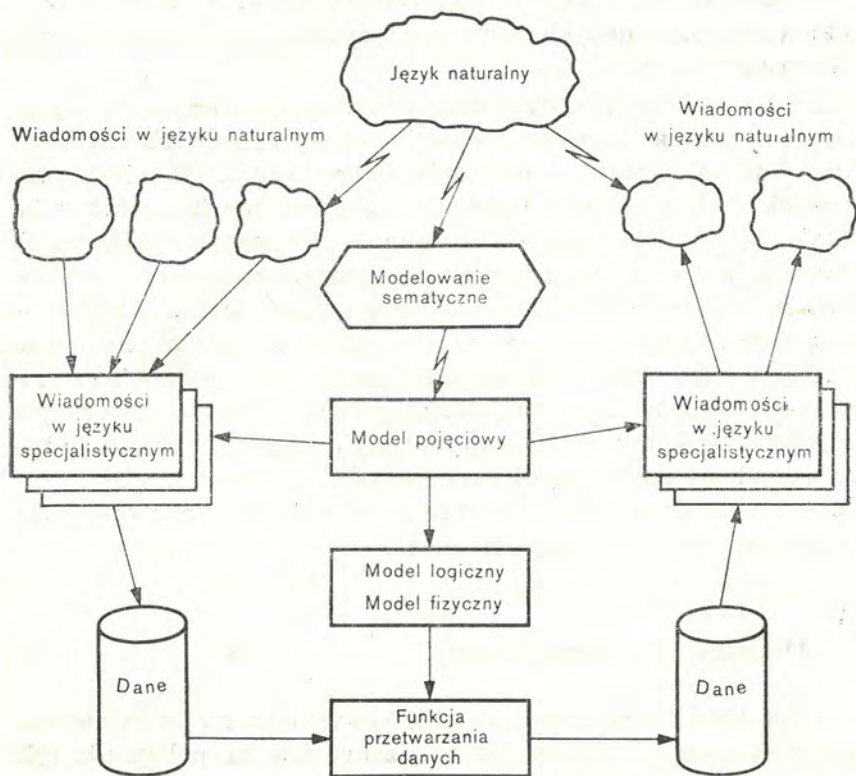 Język naturalny
Wiadomości w języku naturalnym
Wiadomości
w języku naturalnym
Modelowanie
sematyczne
Wiadomości
w języku
specjalistycznym
Model pojęciowy
Wiadomości
w języku
specjalistycznym
Model logiczny
Model fizyczny
Dane
Funkcja
przetwarzania
danych
Dane